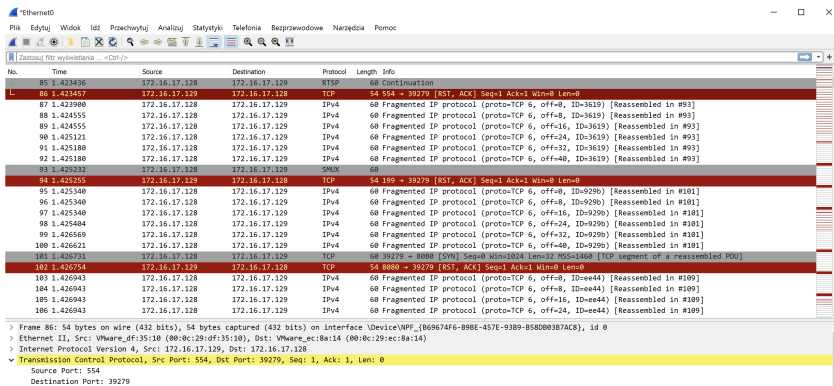 *Ethernet0
Plik Edytuj Widok Idź Przechwytuj Analizuj Statystyki Telefonia Bezprzewodowe Narzędzia Pomoc
Zastosuj filtr wyświetlania ... <Ctrl-/>
No. Time Source Destination Protocol Length Info
85 1.423436 172.16.17.128 172.16.17.129 RTSP 60 Continuation
86 1.423457 172.16.17.129 172.16.17.128 TCP 54 554 → 39279 [RST, ACK] Seq=1 Ack=1 Win=0 Len=0
87 1.423900 172.16.17.128 172.16.17.129 IPv4 60 Fragmented IP protocol (proto=TCP 6, off=0, ID=3619) [Reassembled in #93]
88 1.424555 172.16.17.128 172.16.17.129 IPv4 60 Fragmented IP protocol (proto=TCP 6, off=8, ID=3619) [Reassembled in #93]
89 1.424555 172.16.17.128 172.16.17.129 IPv4 60 Fragmented IP protocol (proto=TCP 6, off=16, ID=3619) [Reassembled in #93]
90 1.425121 172.16.17.128 172.16.17.129 IPv4 60 Fragmented IP protocol (proto=TCP 6, off=24, ID=3619) [Reassembled in #93]
91 1.425180 172.16.17.128 172.16.17.129 IPv4 60 Fragmented IP protocol (proto=TCP 6, off=32, ID=3619) [Reassembled in #93]
92 1.425180 172.16.17.128 172.16.17.129 IPv4 60 Fragmented IP protocol (proto=TCP 6, off=40, ID=3619) [Reassembled in #93]
93 1.425232 172.16.17.128 172.16.17.129 SMUX 60
94 1.425255 172.16.17.129 172.16.17.128 TCP 54 199 → 39279 [RST, ACK] Seq=1 Ack=1 Win=0 Len=0
95 1.425340 172.16.17.128 172.16.17.129 IPv4 60 Fragmented IP protocol (proto=TCP 6, off=0, ID=929b) [Reassembled in #101]
96 1.425340 172.16.17.128 172.16.17.129 IPv4 60 Fragmented IP protocol (proto=TCP 6, off=8, ID=929b) [Reassembled in #101]
97 1.425340 172.16.17.128 172.16.17.129 IPv4 60 Fragmented IP protocol (proto=TCP 6, off=16, ID=929b) [Reassembled in #101]
98 1.425404 172.16.17.128 172.16.17.129 IPv4 60 Fragmented IP protocol (proto=TCP 6, off=24, ID=929b) [Reassembled in #101]
99 1.426569 172.16.17.128 172.16.17.129 IPv4 60 Fragmented IP protocol (proto=TCP 6, off=32, ID=929b) [Reassembled in #101]
100 1.426621 172.16.17.128 172.16.17.129 IPv4 60 Fragmented IP protocol (proto=TCP 6, off=40, ID=929b) [Reassembled in #101]
101 1.426731 172.16.17.128 172.16.17.129 TCP 60 39279 → 8080 [SYN] Seq=0 Win=1024 Len=32 MSS=1460 [TCP segment of a reassembled PDU]
102 1.426754 172.16.17.129 172.16.17.128 TCP 54 8080 → 39279 [RST, ACK] Seq=1 Ack=1 Win=0 Len=0
103 1.426943 172.16.17.128 172.16.17.129 IPv4 60 Fragmented IP protocol (proto=TCP 6, off=0, ID=ee44) [Reassembled in #109]
104 1.426943 172.16.17.128 172.16.17.129 IPv4 60 Fragmented IP protocol (proto=TCP 6, off=8, ID=ee44) [Reassembled in #109]
105 1.426943 172.16.17.128 172.16.17.129 IPv4 60 Fragmented IP protocol (proto=TCP 6, off=16, ID=ee44) [Reassembled in #109]
106 1.426943 172.16.17.128 172.16.17.129 IPv4 60 Fragmented IP protocol (proto=TCP 6, off=24, ID=ee44) [Reassembled in #109]
Frame 86: 54 bytes on wire (432 bits), 54 bytes captured (432 bits) on interface \Device\NPF_{B69674F6-B9BE-457E-93B9-B58DB03B7AC8}, id 0
Ethernet II, Src: VMware_df:35:10 (00:0c:29:df:35:10), Dst: VMware_ec:8a:14 (00:0c:29:ec:8a:14)
Internet Protocol Version 4, Src: 172.16.17.129, Dst: 172.16.17.128
Transmission Control Protocol, Src Port: 554, Dst Port: 39279, Seq: 1, Ack: 1, Len: 0
Source Port: 554
Destination Port: 39279